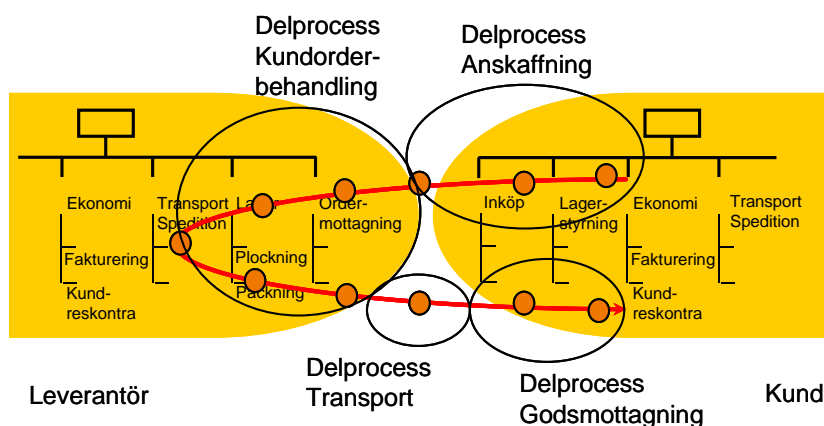 Delprocess
Kundorder-
behandling
Delprocess
Anskaffning
Ekonomi
Transport
Spedition
Order-
mottagning
Fakturering
Plockning
Packning
Kund-
reskontra
Inköp
Lager-
styrning
Ekonomi
Transport
Spedition
Fakturering
Kund-
reskontra
Leverantör
Delprocess
Transport
Delprocess
Godsmottagning
Kund